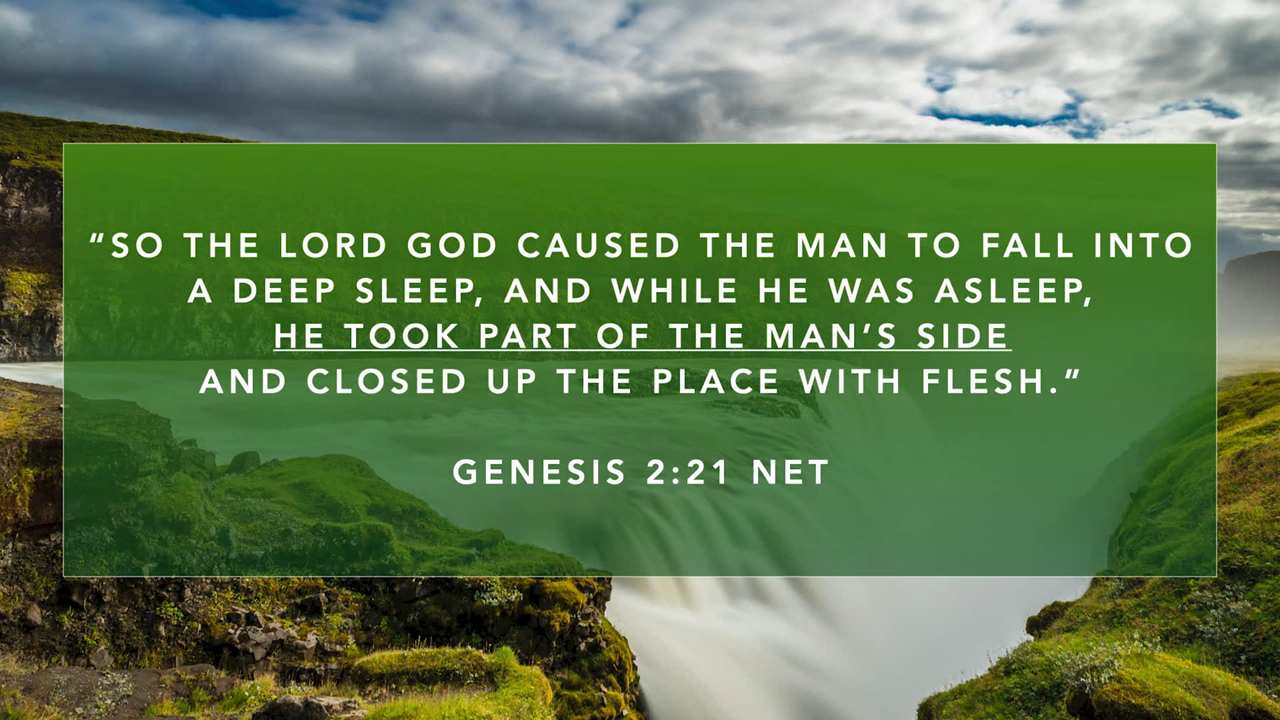 “SO THE LORD GOD CAUSED THE MAN TO FALL INTO
A DEEP SLEEP, AND WHILE HE WAS ASLEEP,
HE TOOK PART OF THE MAN’S SIDE
AND CLOSED UP THE PLACE WITH FLESH.”
GENESIS 2:21 NET